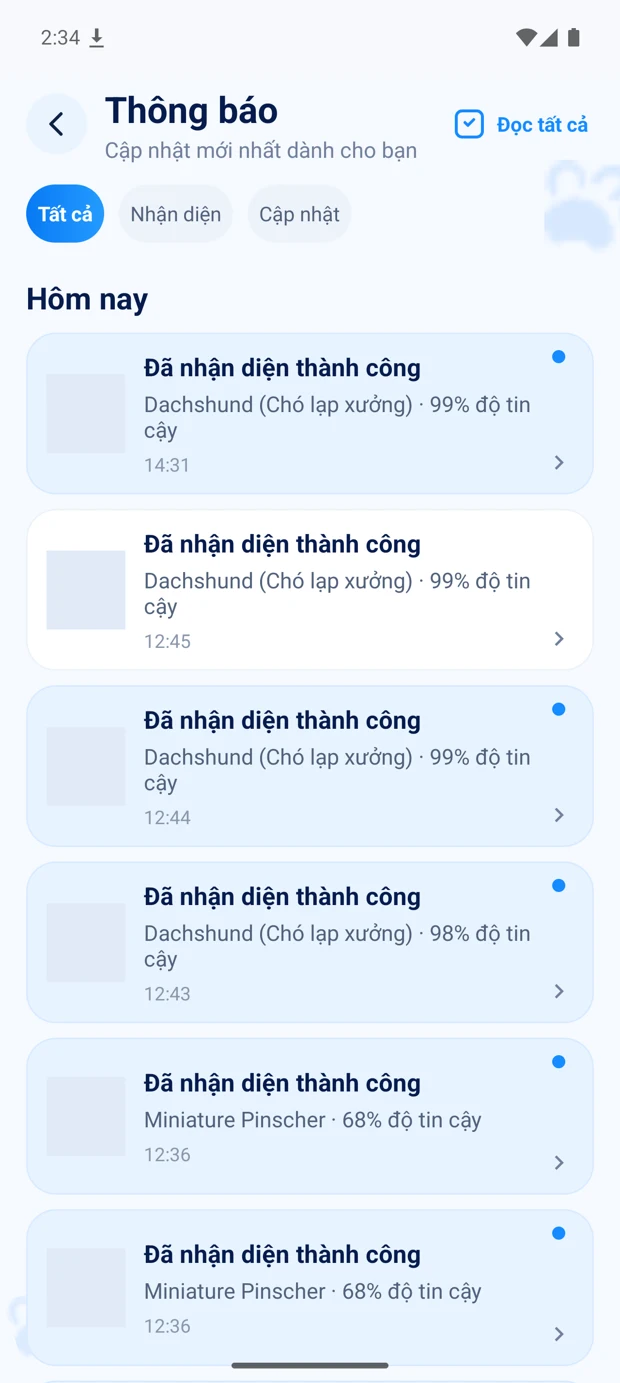 2:34
Thông báo
Cập nhật mới nhất dành cho bạn
Đọc tất cả
Tất cả
Nhận diện
Cập nhật
Hôm nay
Đã nhận diện thành công
Dachshund (Chó lạp xưởng) · 99% độ tin
cậy
14:31
Đã nhận diện thành công
Dachshund (Chó lạp xưởng) · 99% độ tin
cậy
12:45
Đã nhận diện thành công
Dachshund (Chó lạp xưởng) · 99% độ tin
cậy
12:44
Đã nhận diện thành công
Dachshund (Chó lạp xưởng) · 98% độ tin
cậy
12:43
Đã nhận diện thành công
Miniature Pinscher · 68% độ tin cậy
12:36
Đã nhận diện thành công
Miniature Pinscher · 68% độ tin cậy
12:36